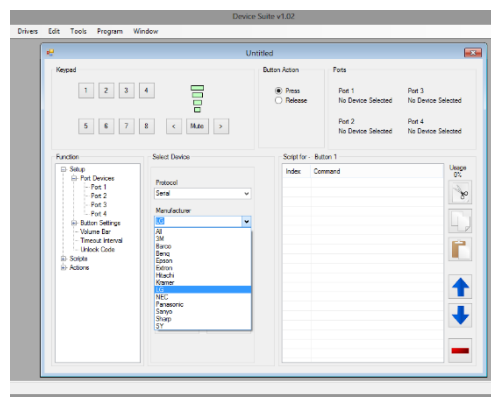 Device Suite v1.02
Drivers Edit Tools Program Window
Untitled
Keypad
1 2 3 4
5 6 7 8 < Mute >
Button Action
Press
Release
Ports
Port 1
No Device Selected
Port 3
No Device Selected
Port 2
No Device Selected
Port 4
No Device Selected
Function
Setup
Port Devices
Port 1
Port 2
Port 3
Port 4
Button Settings
Volume Bar
Timeout Interval
Unlock Code
Scripts
Actions
Select Device
Protocol
Serial
Manufacturer
LG
All
3M
Barco
Benq
Epson
Extron
Hitachi
Kramer
LG
NEC
Panasonic
Sanyo
Sharp
SY
Script for - Button 1
Index Command
Usage
0%